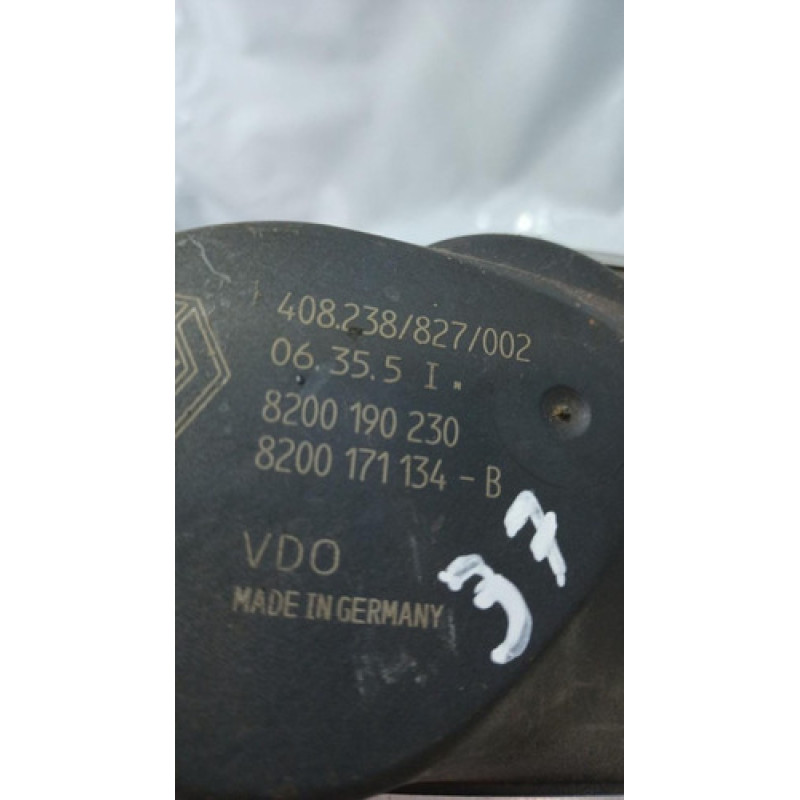 408.238/827/002
06.35.5 I
8200 190 230
8200 171 134 - B
VDO
MADE IN GERMANY
37